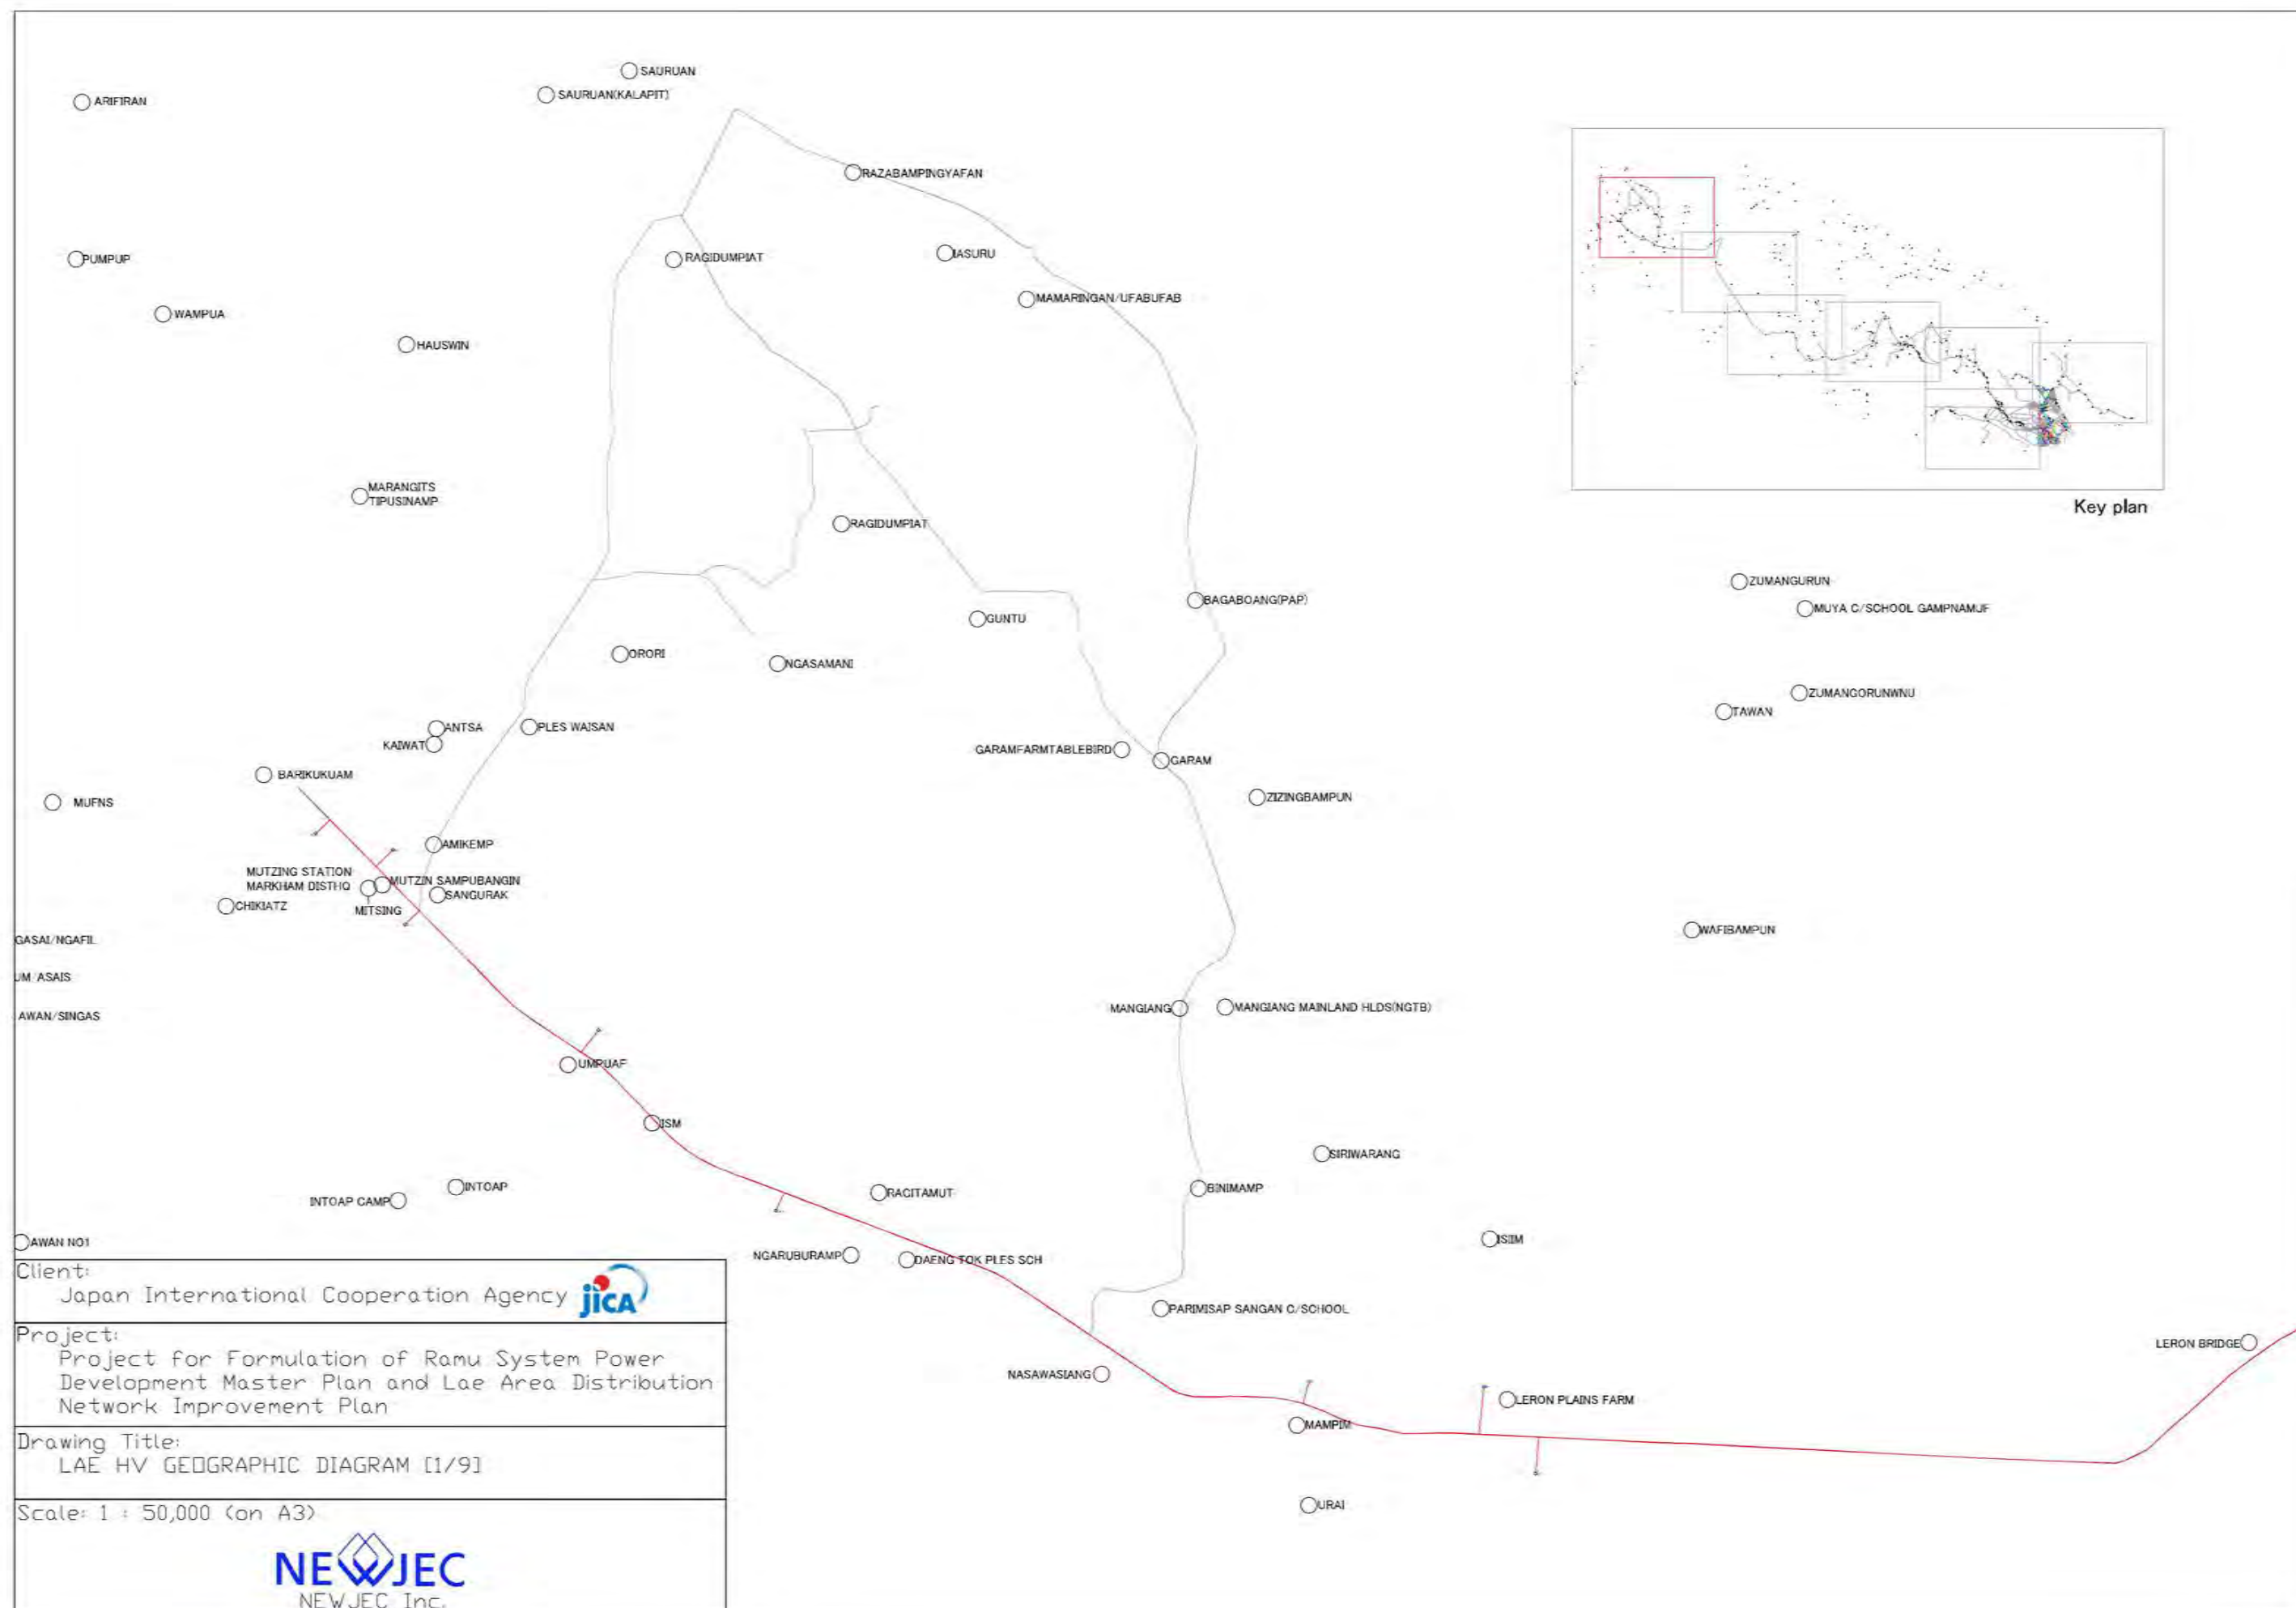 SAURUAN
SAURUAN(KALAPIT)
ARIFIRAN
RAZABAMPINGYAFAN
PUMPUP
RAGIDUMPIAT
IASURU
MAMARINGAN/UFABUFAB
WAMPUA
HAUSWIN
Key plan
MARANGITS
TIPUSINAMP
RAGIDUMPIAT
ZUMANGURUN
BAGABOANG(PAP)
MUYA C/SCHOOL GAMPNAMUF
GUNTU
ORORI
NGASAMANI
ZUMANGORUNWNU
TAWAN
ANTSA
PLES WAISAN
KAIWAT
GARAMFARMTABLEBIRD
GARAM
BARIKUKUAM
ZIZINGBAMPUN
MUFNS
AMIKEMP
MUTZING STATION
MARKHAM DISTHQ
MUTZIN SAMPUBANGIN
SANGURAK
CHIKIATZ
MITSING
WAFIBAMPUN
GASAI/NGAFIL
UM/ASAIS
MANGIANG
MANGIANG MAINLAND HLDS(NGTB)
AWAN/SINGAS
UMPUAF
ISM
SIRIWARANG
INTOAP
RAGITAMUT
BINIMAMP
INTOAP CAMP
AWAN NO1
ISIIM
NGARUBURAMP
DAENG TOK PLES SCH
PARIMISAP SANGAN C/SCHOOL
LERON BRIDGE
NASAWASIANG
LERON PLAINS FARM
MAMPIM
URAI
Client:
Japan International Cooperation Agency
jICA
Project:
Project for Formulation of Ramu System Power
Development Master Plan and Lae Area Distribution
Network Improvement Plan
Drawing Title:
LAE HV GEOGRAPHIC DIAGRAM [1/9]
Scale: 1 : 50,000 (on A3)
NEWJEC
NEWJEC Inc.